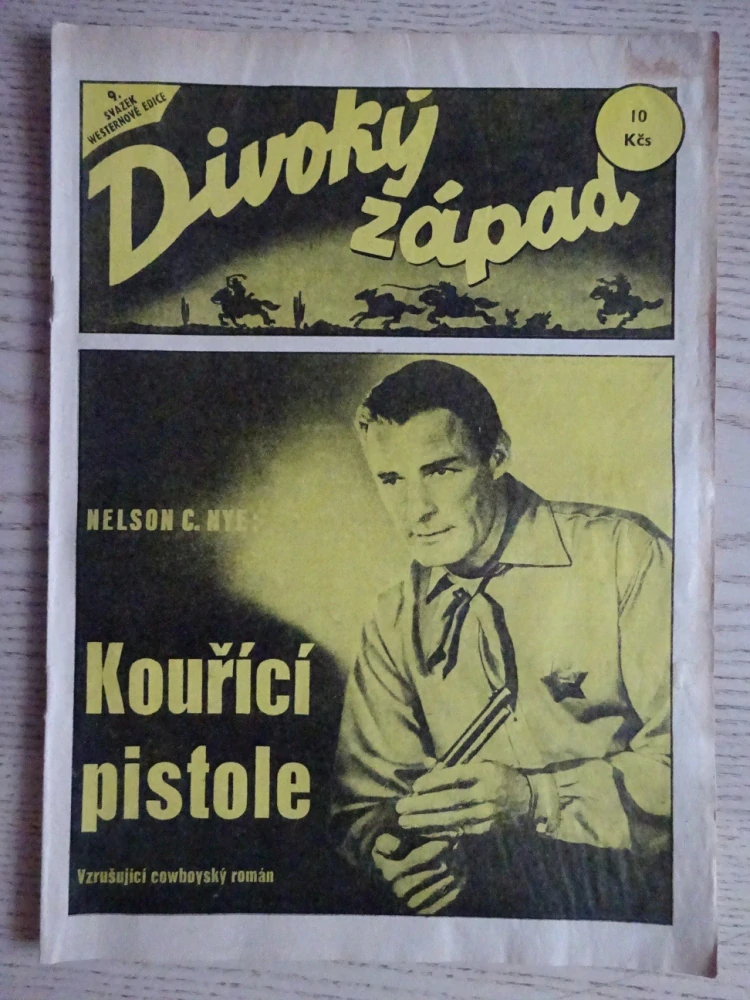 9.
SVAZEK
WESTERNOVÉ EDICE
Divoký
západ
10
Kčs
NELSON C. NYE:
Kouřící
pistole
Vzrušující cowboyský román